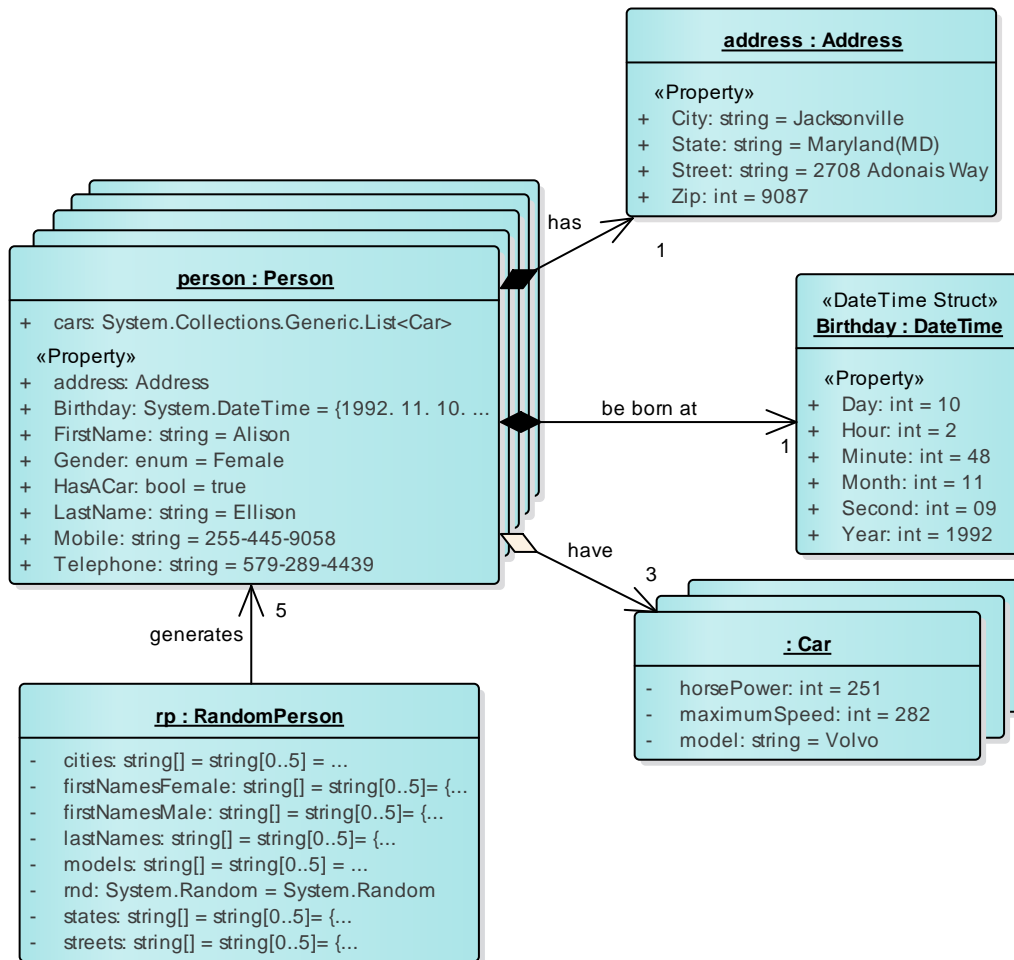 address : Address
«Property»
+ City: string = Jacksonville
+ State: string = Maryland(MD)
+ Street: string = 2708 Adonais Way
+ Zip: int = 9087
has
1
person : Person
+ cars: System.Collections.Generic.List<Car>
«Property»
+ address: Address
+ Birthday: System.DateTime = {1992. 11. 10. ...
+ FirstName: string = Alison
+ Gender: enum = Female
+ HasACar: bool = true
+ LastName: string = Ellison
+ Mobile: string = 255-445-9058
+ Telephone: string = 579-289-4439
be born at
1
«DateTime Struct»
Birthday : DateTime
«Property»
+ Day: int = 10
+ Hour: int = 2
+ Minute: int = 48
+ Month: int = 11
+ Second: int = 09
+ Year: int = 1992
have
3
: Car
- horsePower: int = 251
- maximumSpeed: int = 282
- model: string = Volvo
5
generates
rp : RandomPerson
- cities: string[] = string[0..5] = ...
- firstNamesFemale: string[] = string[0..5]= {...
- firstNamesMale: string[] = string[0..5]= {...
- lastNames: string[] = string[0..5]= {...
- models: string[] = string[0..5] = ...
- rnd: System.Random = System.Random
- states: string[] = string[0..5]= {...
- streets: string[] = string[0..5]= {...